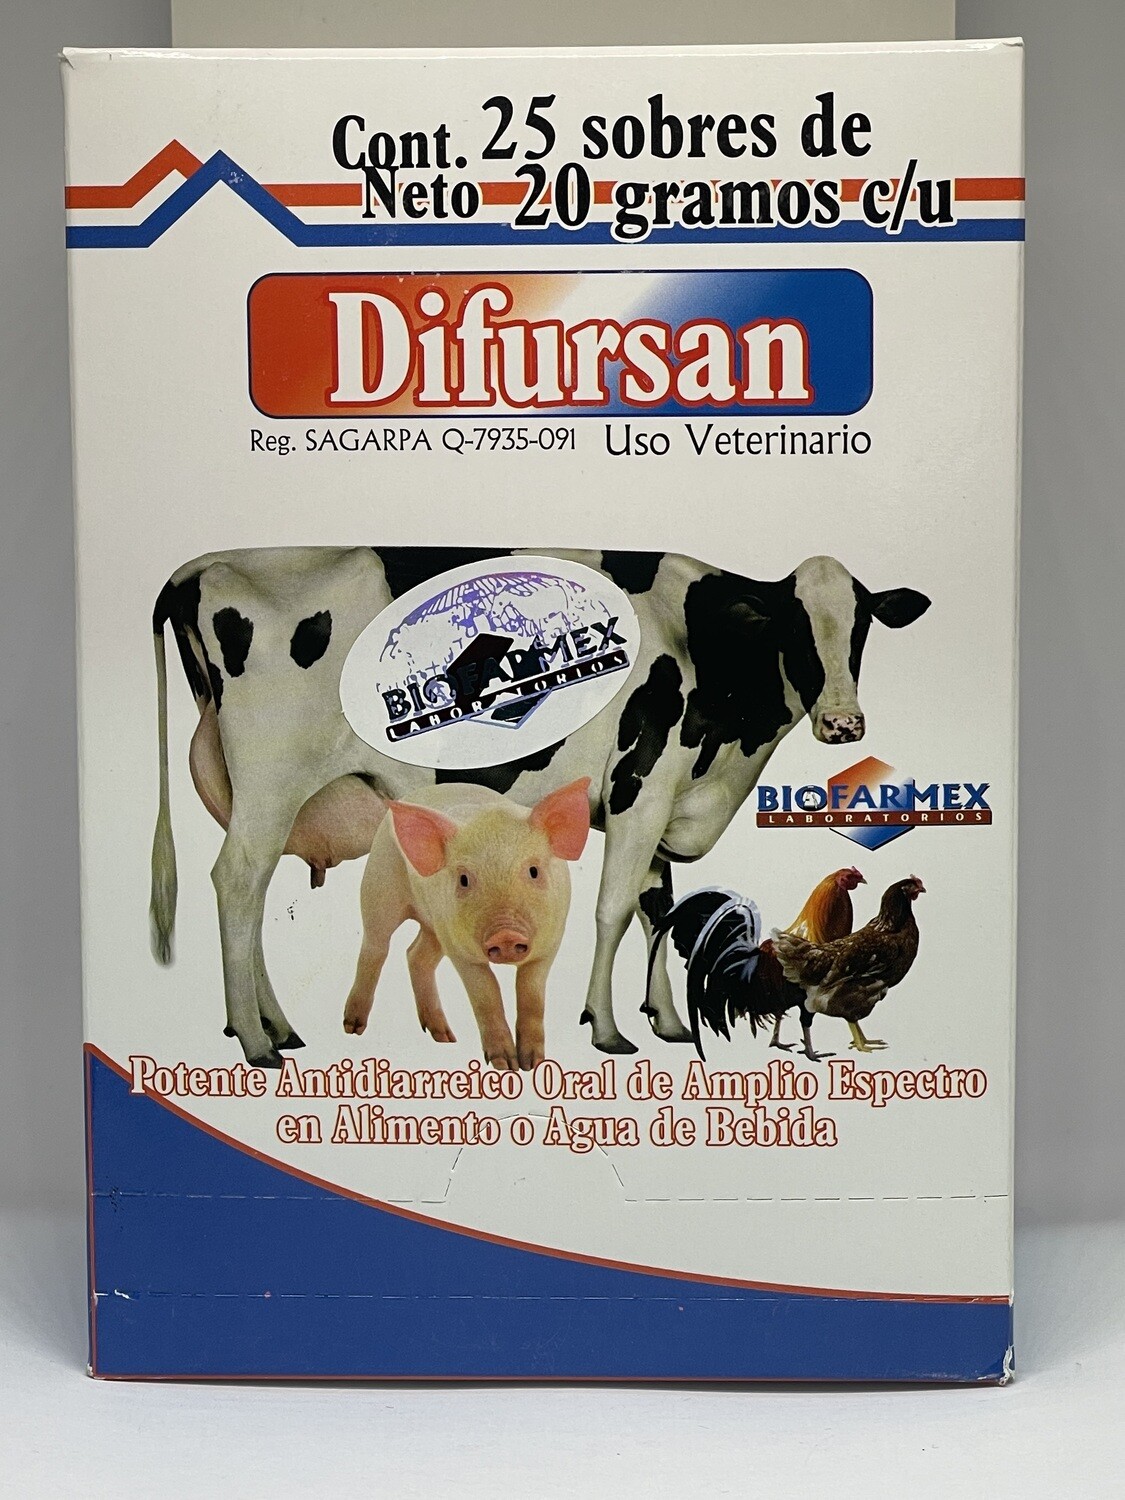 Cont. 25 sobres de
Neto 20 gramos c/u
Difursan
Reg. SAGARPA Q-7935-091 Uso Veterinario
BIOFARMEX
LABORATORIOS
BIOFARMEX
LABORATORIOS
Potente Antidiarreico Oral de Amplio Espectro
en Alimento o Agua de Bebida